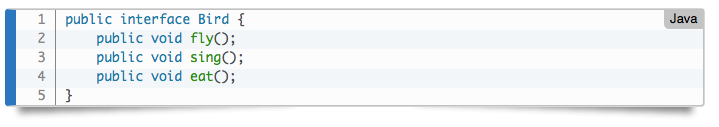 1 public interface Bird {
Java
2     public void fly();
3     public void sing();
4     public void eat();
5 }